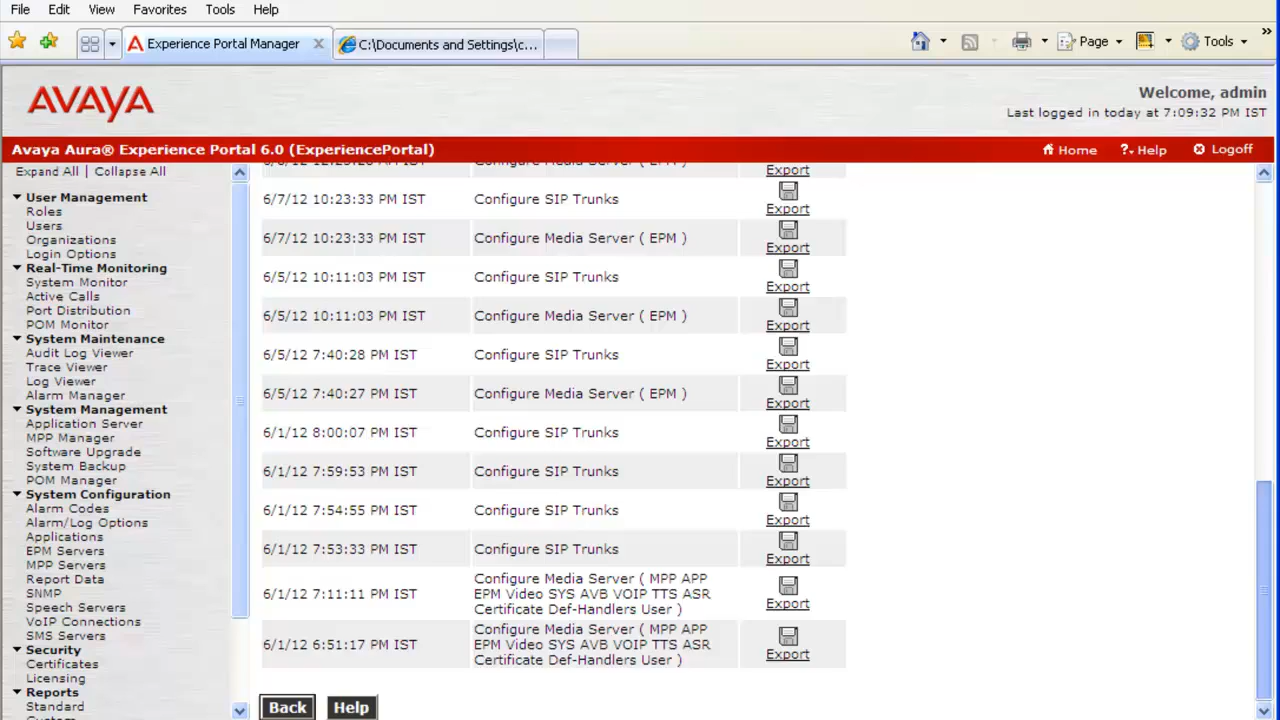 File Edit View Favorites Tools Help
Experience Portal Manager C:\Documents and Settings\c... Page Tools
AVAYA
Welcome, admin
Last logged in today at 7:09:32 PM IST
Avaya Aura® Experience Portal 6.0 (ExperiencePortal) Home Help Logoff
Expand All | Collapse All
User Management
Roles
Users
Organizations
Login Options
Real-Time Monitoring
System Monitor
Active Calls
Port Distribution
POM Monitor
System Maintenance
Audit Log Viewer
Trace Viewer
Log Viewer
Alarm Manager
System Management
Application Server
MPP Manager
Software Upgrade
System Backup
POM Manager
System Configuration
Alarm Codes
Alarm/Log Options
Applications
EPM Servers
MPP Servers
Report Data
SNMP
Speech Servers
VoIP Connections
SMS Servers
Security
Certificates
Licensing
Reports
Standard
Export
6/7/12 10:23:33 PM IST Configure SIP Trunks Export
6/7/12 10:23:33 PM IST Configure Media Server ( EPM ) Export
6/5/12 10:11:03 PM IST Configure SIP Trunks Export
6/5/12 10:11:03 PM IST Configure Media Server ( EPM ) Export
6/5/12 7:40:28 PM IST Configure SIP Trunks Export
6/5/12 7:40:27 PM IST Configure Media Server ( EPM ) Export
6/1/12 8:00:07 PM IST Configure SIP Trunks Export
6/1/12 7:59:53 PM IST Configure SIP Trunks Export
6/1/12 7:54:55 PM IST Configure SIP Trunks Export
6/1/12 7:53:33 PM IST Configure SIP Trunks Export
Configure Media Server ( MPP APP
6/1/12 7:11:11 PM IST EPM Video SYS AVB VOIP TTS ASR Export
Certificate Def-Handlers User )
Configure Media Server ( MPP APP
6/1/12 6:51:17 PM IST EPM Video SYS AVB VOIP TTS ASR Export
Certificate Def-Handlers User )
Back Help